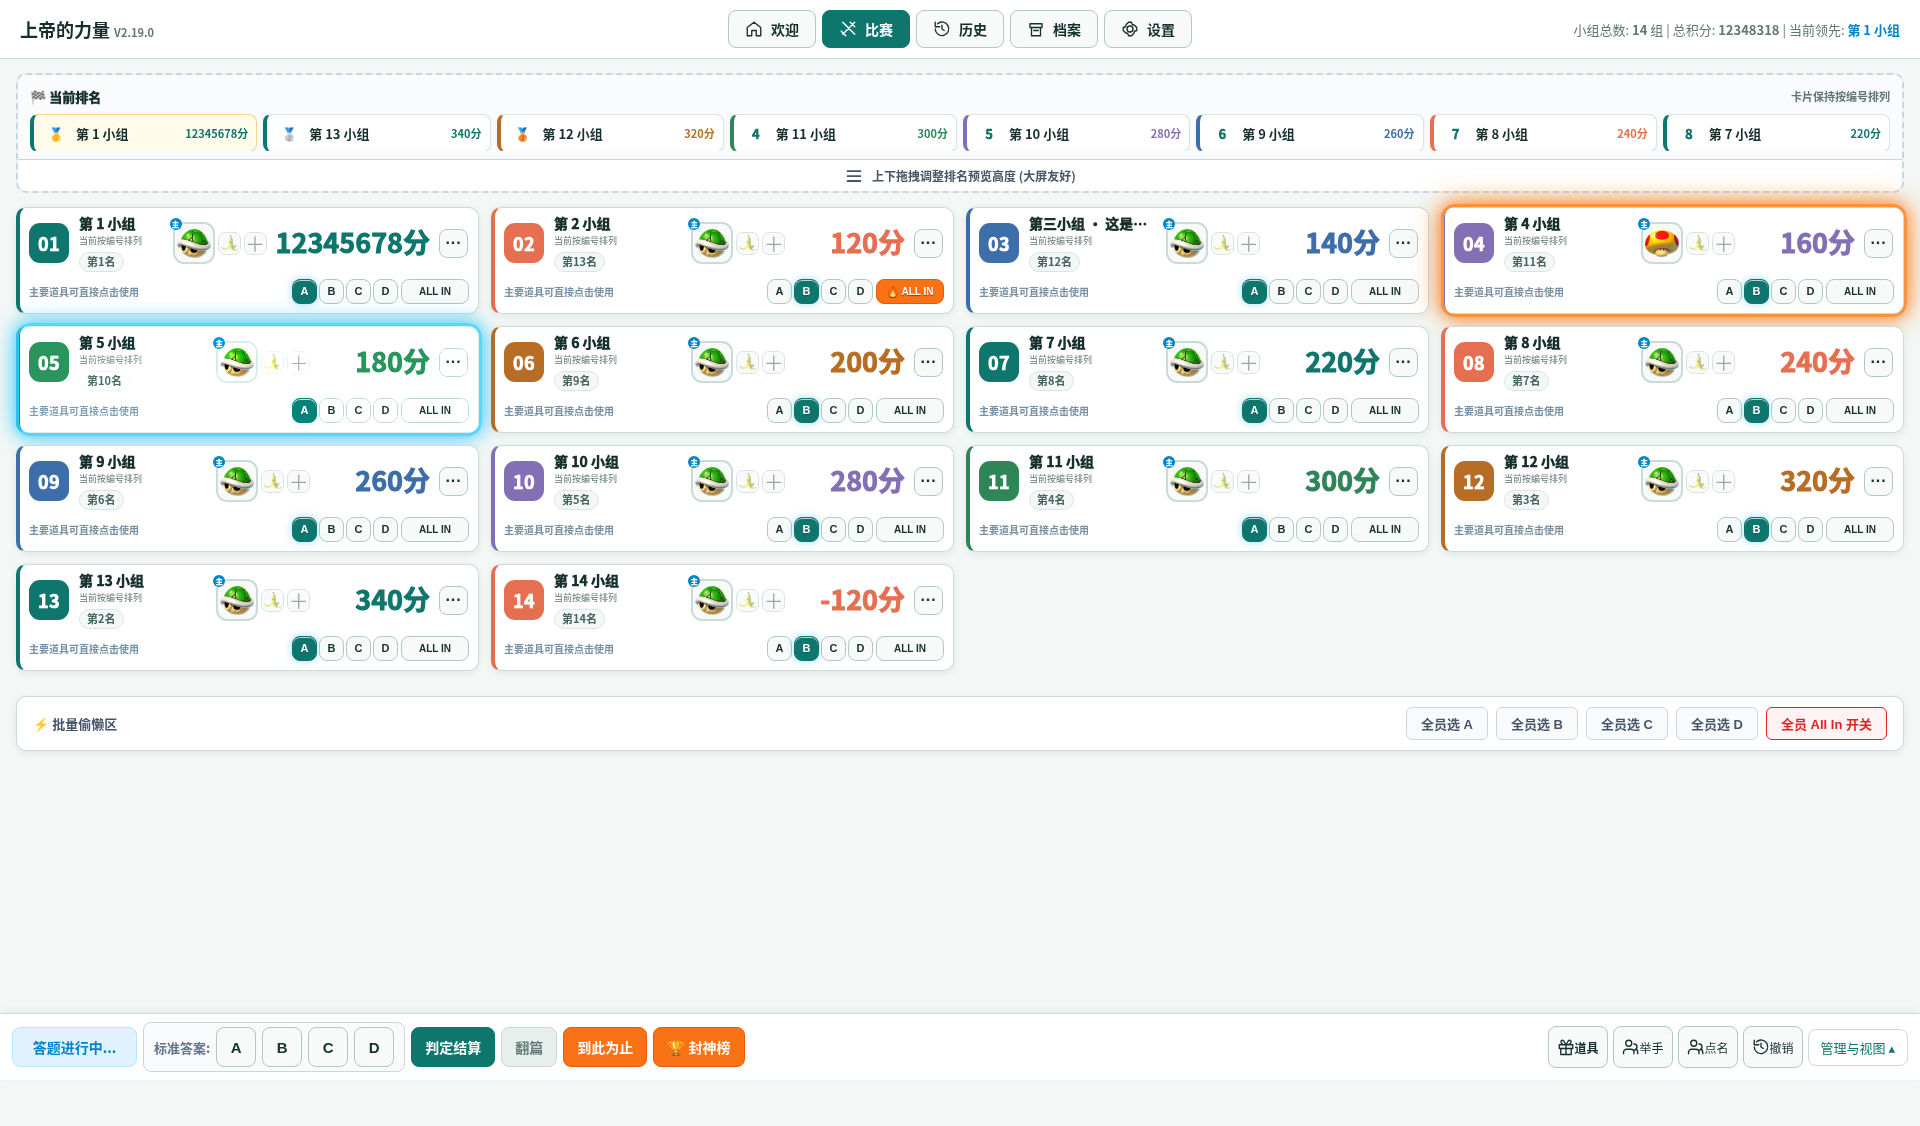 上帝的力量 V2.19.0
欢迎 比赛 历史 档案 设置
小组总数: 14 组 | 总积分: 12348318 | 当前领先: 第 1 小组
🏁 当前排名 卡片保持按编号排列
🥇 第 1 小组 12345678分 🥈 第 13 小组 340分 🥉 第 12 小组 320分 4 第 11 小组 300分 5 第 10 小组 280分 6 第 9 小组 260分 7 第 8 小组 240分 8 第 7 小组 220分
上下拖拽调整排名预览高度 (大屏友好)
01 第 1 小组 主 12345678分 ···
当前按编号排列
第1名
主要道具可直接点击使用 A B C D ALL IN
02 第 2 小组 主 120分 ···
当前按编号排列
第13名
主要道具可直接点击使用 A B C D 🔥 ALL IN
03 第三小组 · 这是… 主 140分 ···
当前按编号排列
第12名
主要道具可直接点击使用 A B C D ALL IN
04 第 4 小组 主 160分 ···
当前按编号排列
第11名
主要道具可直接点击使用 A B C D ALL IN
05 第 5 小组 主 180分 ···
当前按编号排列
第10名
主要道具可直接点击使用 A B C D ALL IN
06 第 6 小组 主 200分 ···
当前按编号排列
第9名
主要道具可直接点击使用 A B C D ALL IN
07 第 7 小组 主 220分 ···
当前按编号排列
第8名
主要道具可直接点击使用 A B C D ALL IN
08 第 8 小组 主 240分 ···
当前按编号排列
第7名
主要道具可直接点击使用 A B C D ALL IN
09 第 9 小组 主 260分 ···
当前按编号排列
第6名
主要道具可直接点击使用 A B C D ALL IN
10 第 10 小组 主 280分 ···
当前按编号排列
第5名
主要道具可直接点击使用 A B C D ALL IN
11 第 11 小组 主 300分 ···
当前按编号排列
第4名
主要道具可直接点击使用 A B C D ALL IN
12 第 12 小组 主 320分 ···
当前按编号排列
第3名
主要道具可直接点击使用 A B C D ALL IN
13 第 13 小组 主 340分 ···
当前按编号排列
第2名
主要道具可直接点击使用 A B C D ALL IN
14 第 14 小组 主 -120分 ···
当前按编号排列
第14名
主要道具可直接点击使用 A B C D ALL IN
⚡ 批量偷懒区 全员选 A 全员选 B 全员选 C 全员选 D 全员 All In 开关
答题进行中... 标准答案: A B C D 判定结算 翻篇 到此为止 🏆 封神榜 道具 举手 点名 撤销 管理与视图 ▴